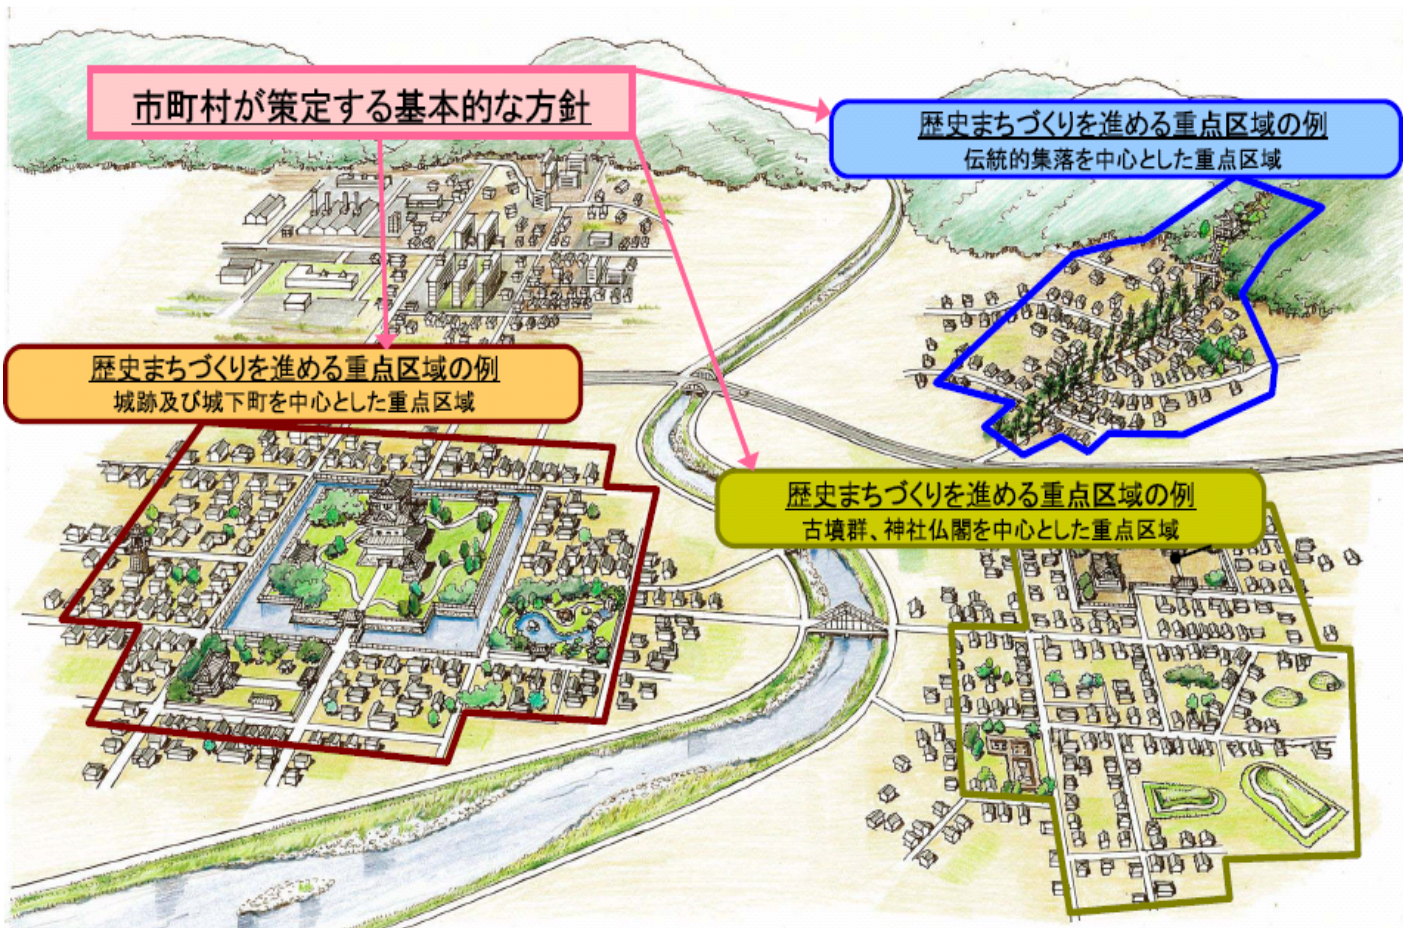 市町村が策定する基本的な方針
歴史まちづくりを進める重点区域の例
伝統的集落を中心とした重点区域
歴史まちづくりを進める重点区域の例
城跡及び城下町を中心とした重点区域
歴史まちづくりを進める重点区域の例
古墳群、神社仏閣を中心とした重点区域